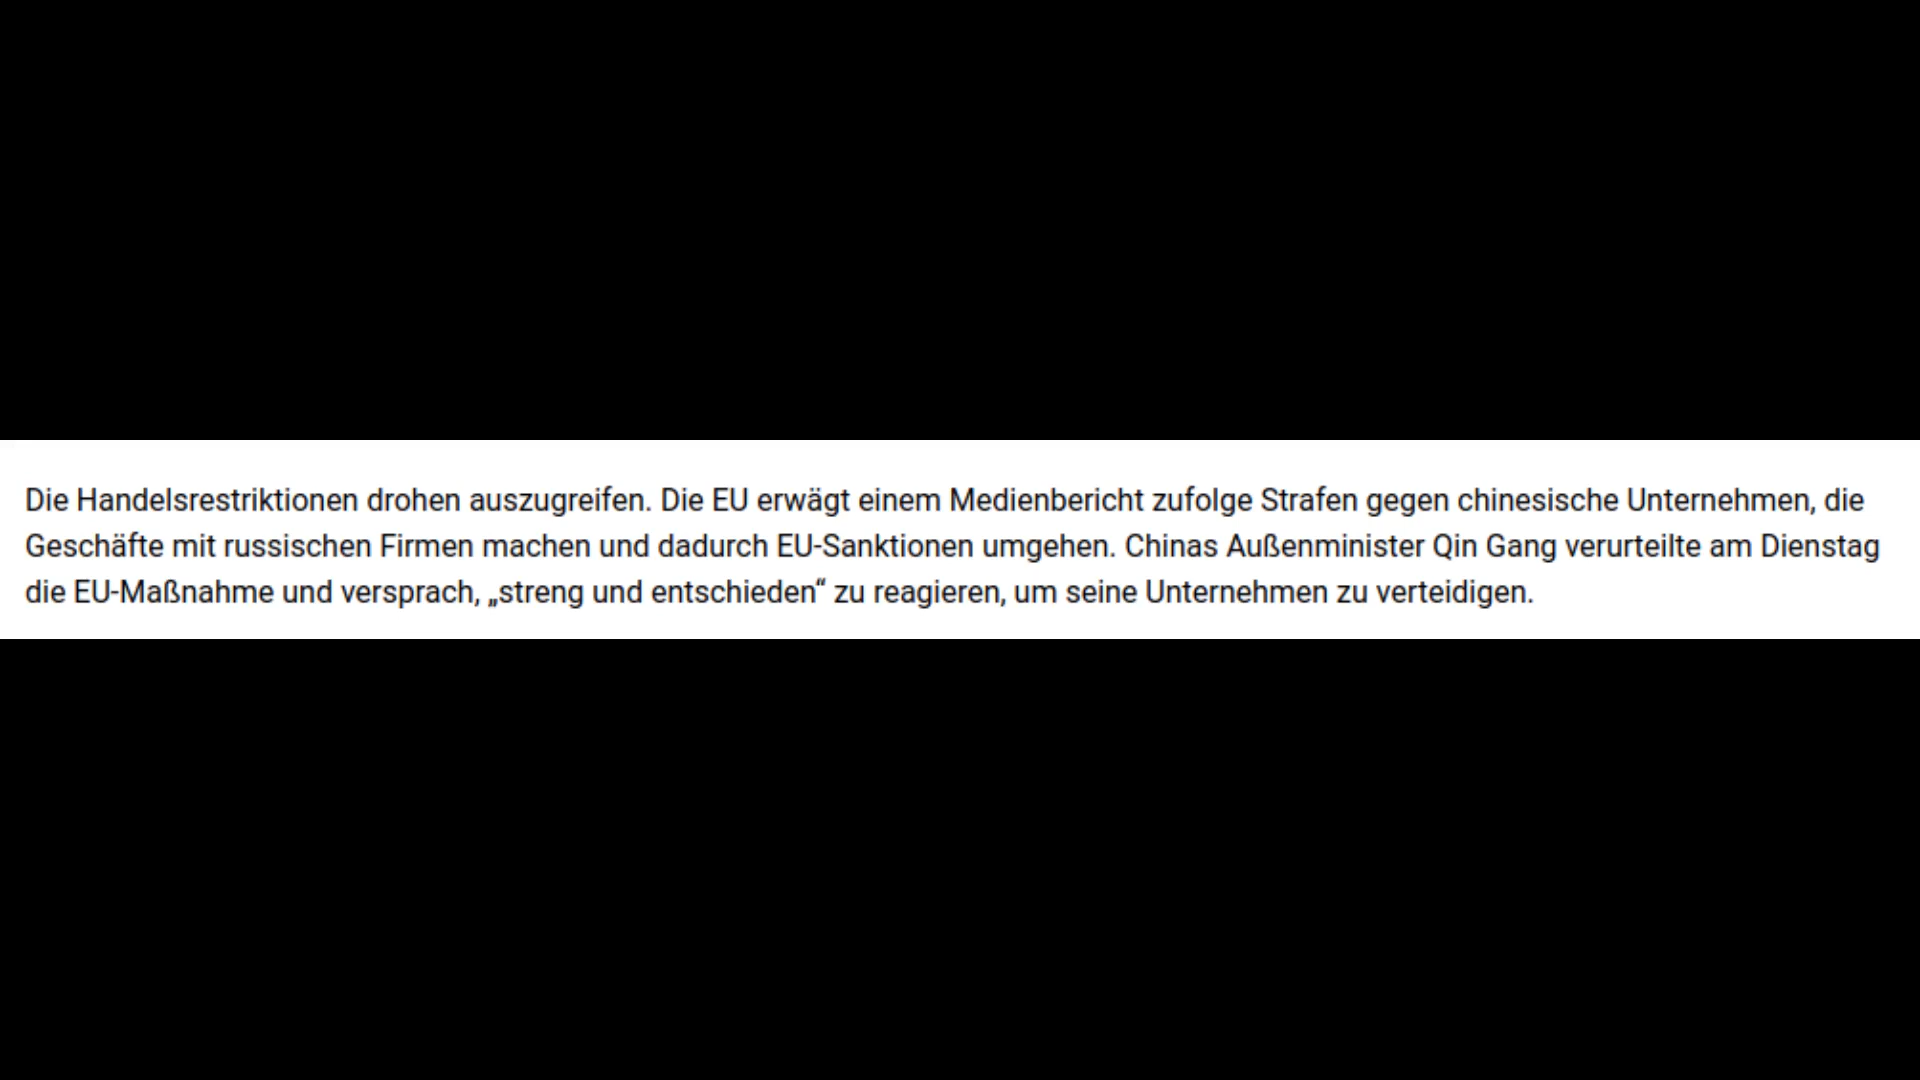 Die Handelsrestriktionen drohen auszugreifen. Die EU erwägt einem Medienbericht zufolge Strafen gegen chinesische Unternehmen, die
Geschäfte mit russischen Firmen machen und dadurch EU-Sanktionen umgehen. Chinas Außenminister Qin Gang verurteilte am Dienstag
die EU-Maßnahme und versprach, „streng und entschieden“ zu reagieren, um seine Unternehmen zu verteidigen.